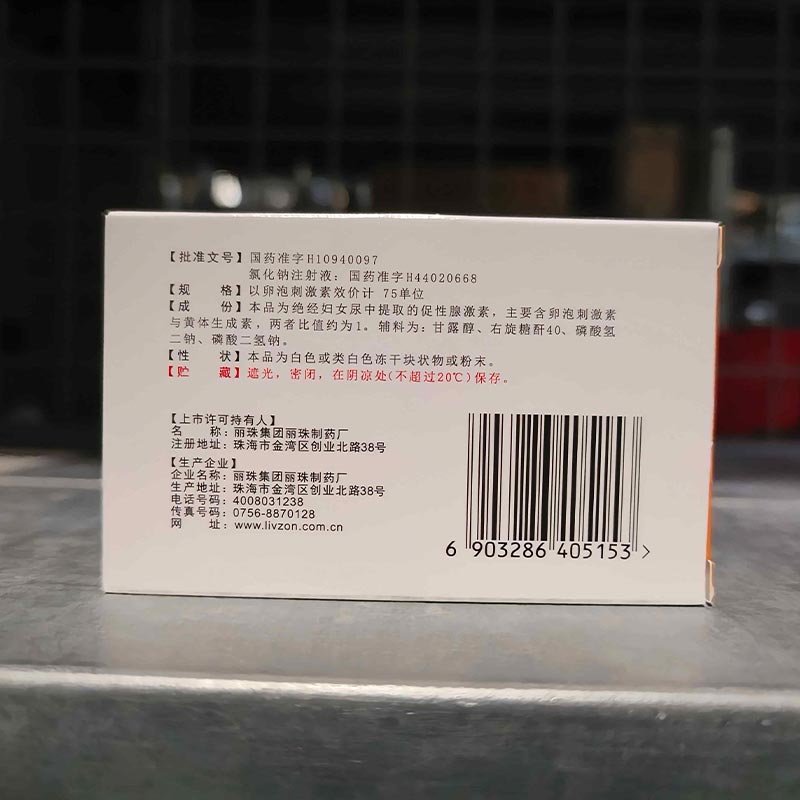 【批准文号】国药准字H10940097
氯化钠注射液：国药准字H44020668
【规　　格】以卵泡刺激素效价计 75单位
【成　　份】本品为绝经妇女尿中提取的促性腺激素，主要含卵泡刺激素
与黄体生成素，两者比值约为1。辅料为：甘露醇、右旋糖酐40、磷酸氢
二钠、磷酸二氢钠。
【性　　状】本品为白色或类白色冻干块状物或粉末。
【贮　　藏】遮光，密闭，在阴凉处(不超过20℃)保存。
【上市许可持有人】
名　　称：丽珠集团丽珠制药厂
注册地址：珠海市金湾区创业北路38号
【生产企业】
企业名称：丽珠集团丽珠制药厂
生产地址：珠海市金湾区创业北路38号
电话号码：4008031238
传真号码：0756-8870128
网　　址：www.livzon.com.cn
6 903286 405153 >